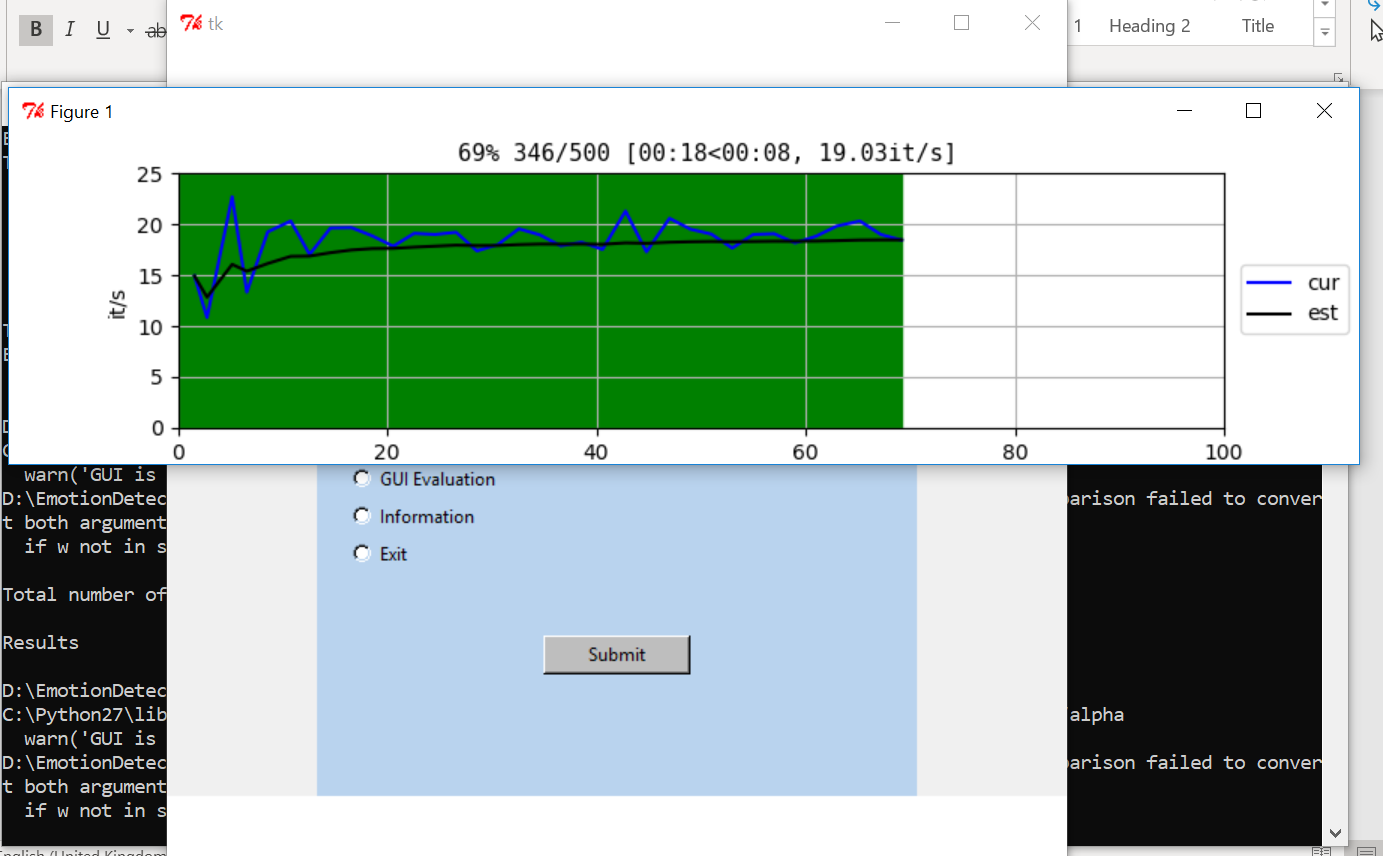 B I U ab
tk
1 Heading 2 Title
Figure 1
69% 346/500 [00:18<00:08, 19.03it/s]
25
20
15
10
5
0
it/s
0 20 40 60 80 100
cur
est
warn('GUI is
GUI Evaluation
D:\EmotionDetec
parison failed to conver
t both argument
Information
if w not in s
Exit
Total number of
Results
Submit
D:\EmotionDetec
C:\Python27\lib
alpha
warn('GUI is
D:\EmotionDetec
parison failed to conver
t both argument
if w not in s
English (United Kingdom